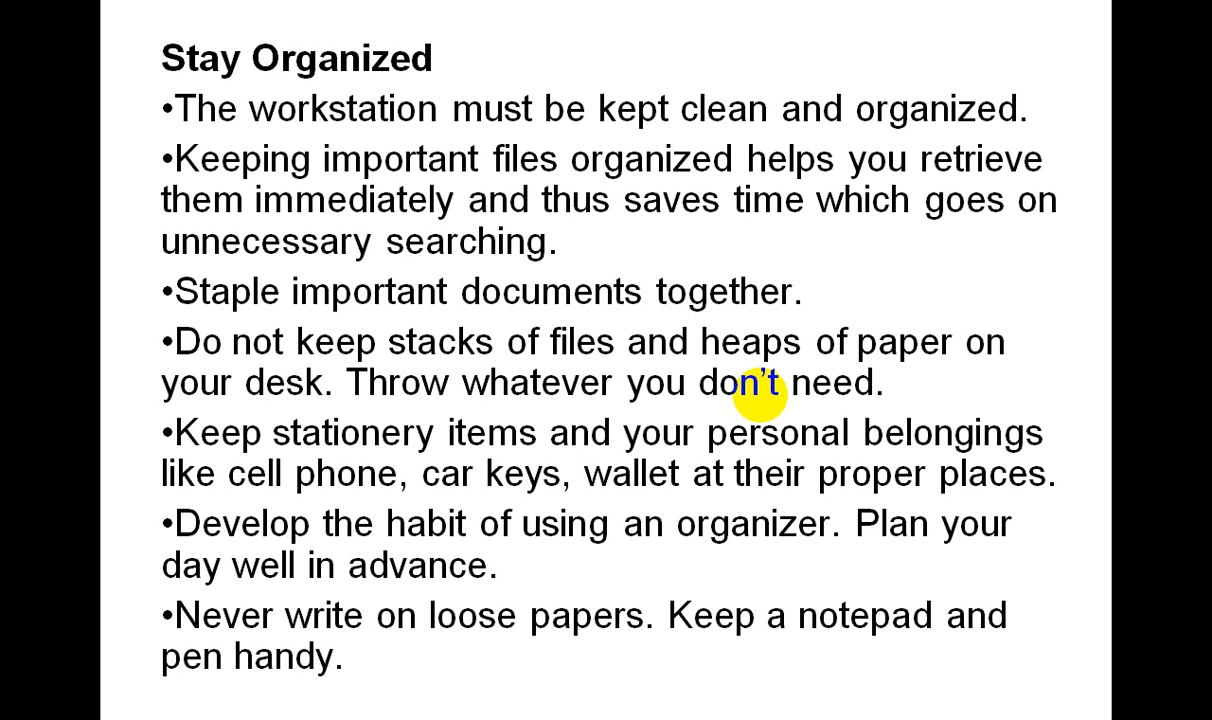 Stay Organized
•The workstation must be kept clean and organized.
•Keeping important files organized helps you retrieve
them immediately and thus saves time which goes on
unnecessary searching.
•Staple important documents together.
•Do not keep stacks of files and heaps of paper on
your desk. Throw whatever you don’t need.
•Keep stationery items and your personal belongings
like cell phone, car keys, wallet at their proper places.
•Develop the habit of using an organizer. Plan your
day well in advance.
•Never write on loose papers. Keep a notepad and
pen handy.